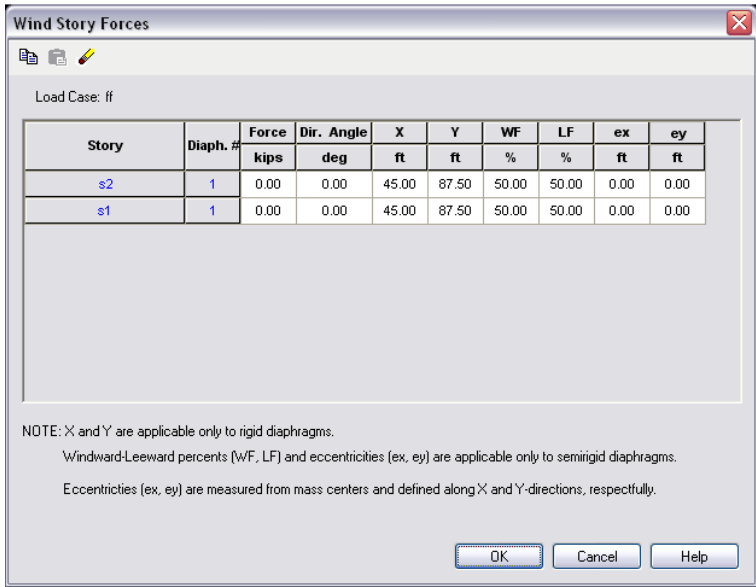 Wind Story Forces
Load Case: ff
Story Diaph. # Force Dir. Angle X Y WF LF ex ey
kips deg ft ft % % ft ft
s2 1 0.00 0.00 45.00 87.50 50.00 50.00 0.00 0.00
s1 1 0.00 0.00 45.00 87.50 50.00 50.00 0.00 0.00
NOTE: X and Y are applicable only to rigid diaphragms.
Windward-Leeward percents (WF, LF) and eccentricities (ex, ey) are applicable only to semirigid diaphragms.
Eccentricties (ex, ey) are measured from mass centers and defined along X and Y-directions, respectfully.
OK Cancel Help